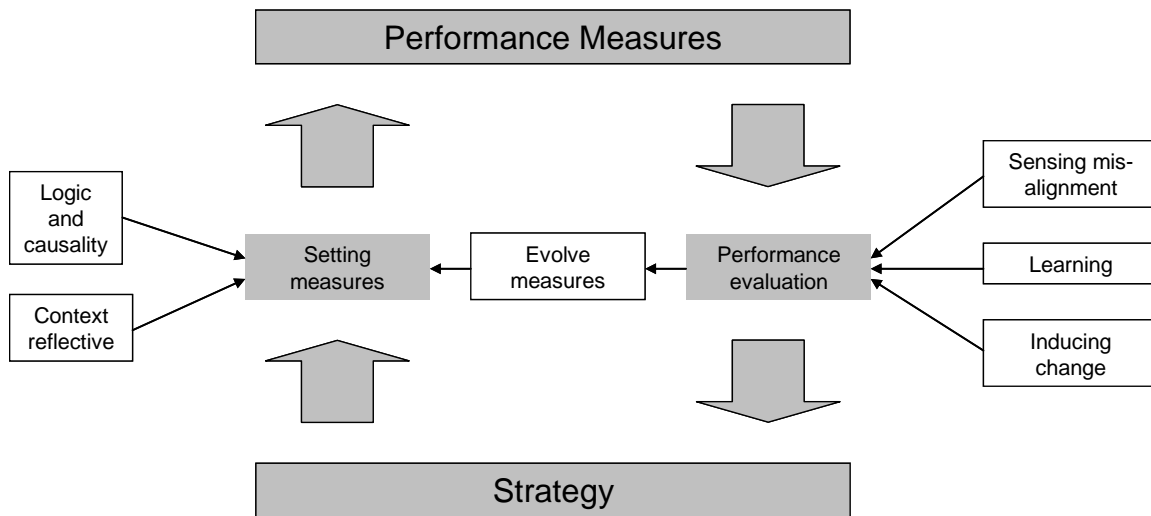 Performance Measures
Logic
and
causality
Context
reflective
Setting
measures
Evolve
measures
Performance
evaluation
Sensing mis-
alignment
Learning
Inducing
change
Strategy